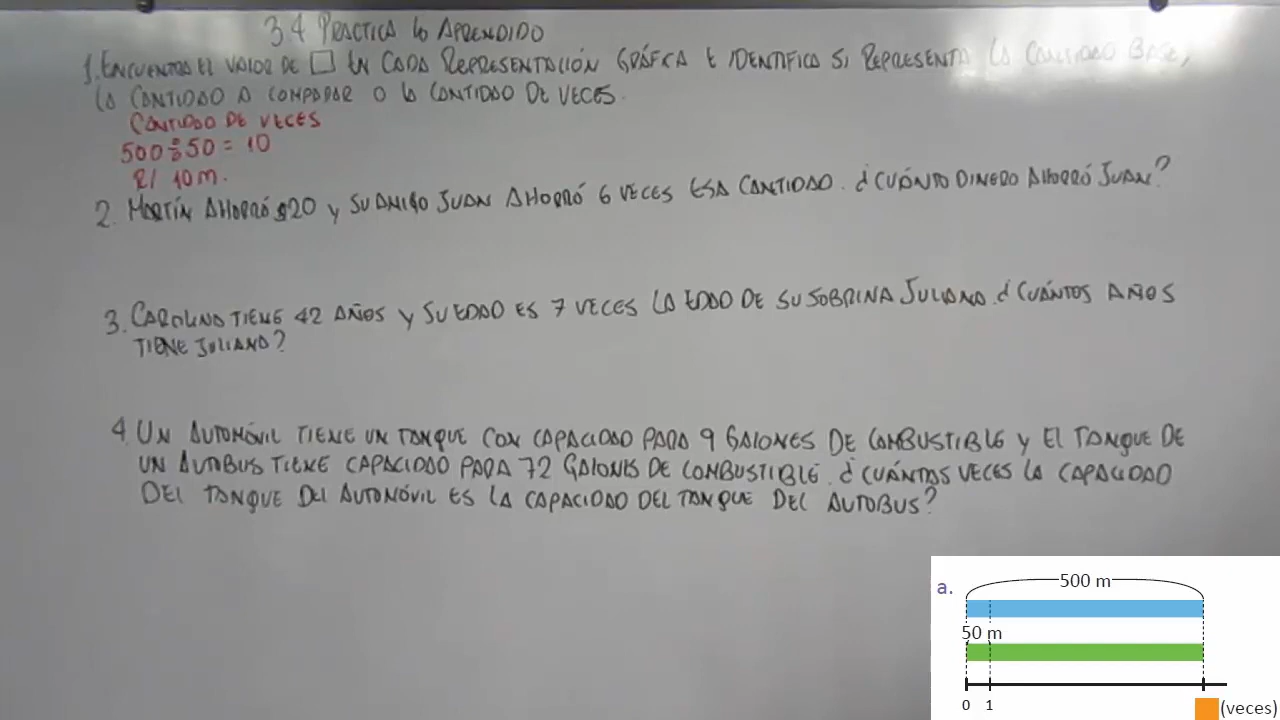 3.4 PRACTICA lo APRENDIDO
1. ENCUENTRA EL VALOR DE □ EN CADA REPRESENTACIÓN GRÁFICA E IDENTIFICA SI REPRESENTA LA CANTIDAD BASE,
LA CANTIDAD A COMPARAR O LA CANTIDAD DE VECES.
CANTIDAD DE VECES
500 ÷ 50 = 10
R/ 10 m.
2. MARTÍN AHORRÓ $20 y SU AMIGO JUAN AHORRÓ 6 VECES ESA CANTIDAD. ¿CUÁNTO DINERO AHORRÓ JUAN?
3. CAROLINA TIENE 42 AÑOS y SU EDAD ES 7 VECES LA EDAD DE SU SOBRINA JULIANA. ¿CUÁNTOS AÑOS
TIENE JULIANA?
4. UN AUTOMÓVIL TIENE UN TANQUE CON CAPACIDAD PARA 9 GALONES DE COMBUSTIBLE y EL TANQUE DE
UN AUTOBUS TIENE CAPACIDAD PARA 72 GALONES DE COMBUSTIBLE. ¿CUÁNTAS VECES LA CAPACIDAD
DEL TANQUE DEL AUTOMÓVIL ES LA CAPACIDAD DEL TANQUE DEL AUTOBUS?
a.
500 m
50 m
0 1
(veces)